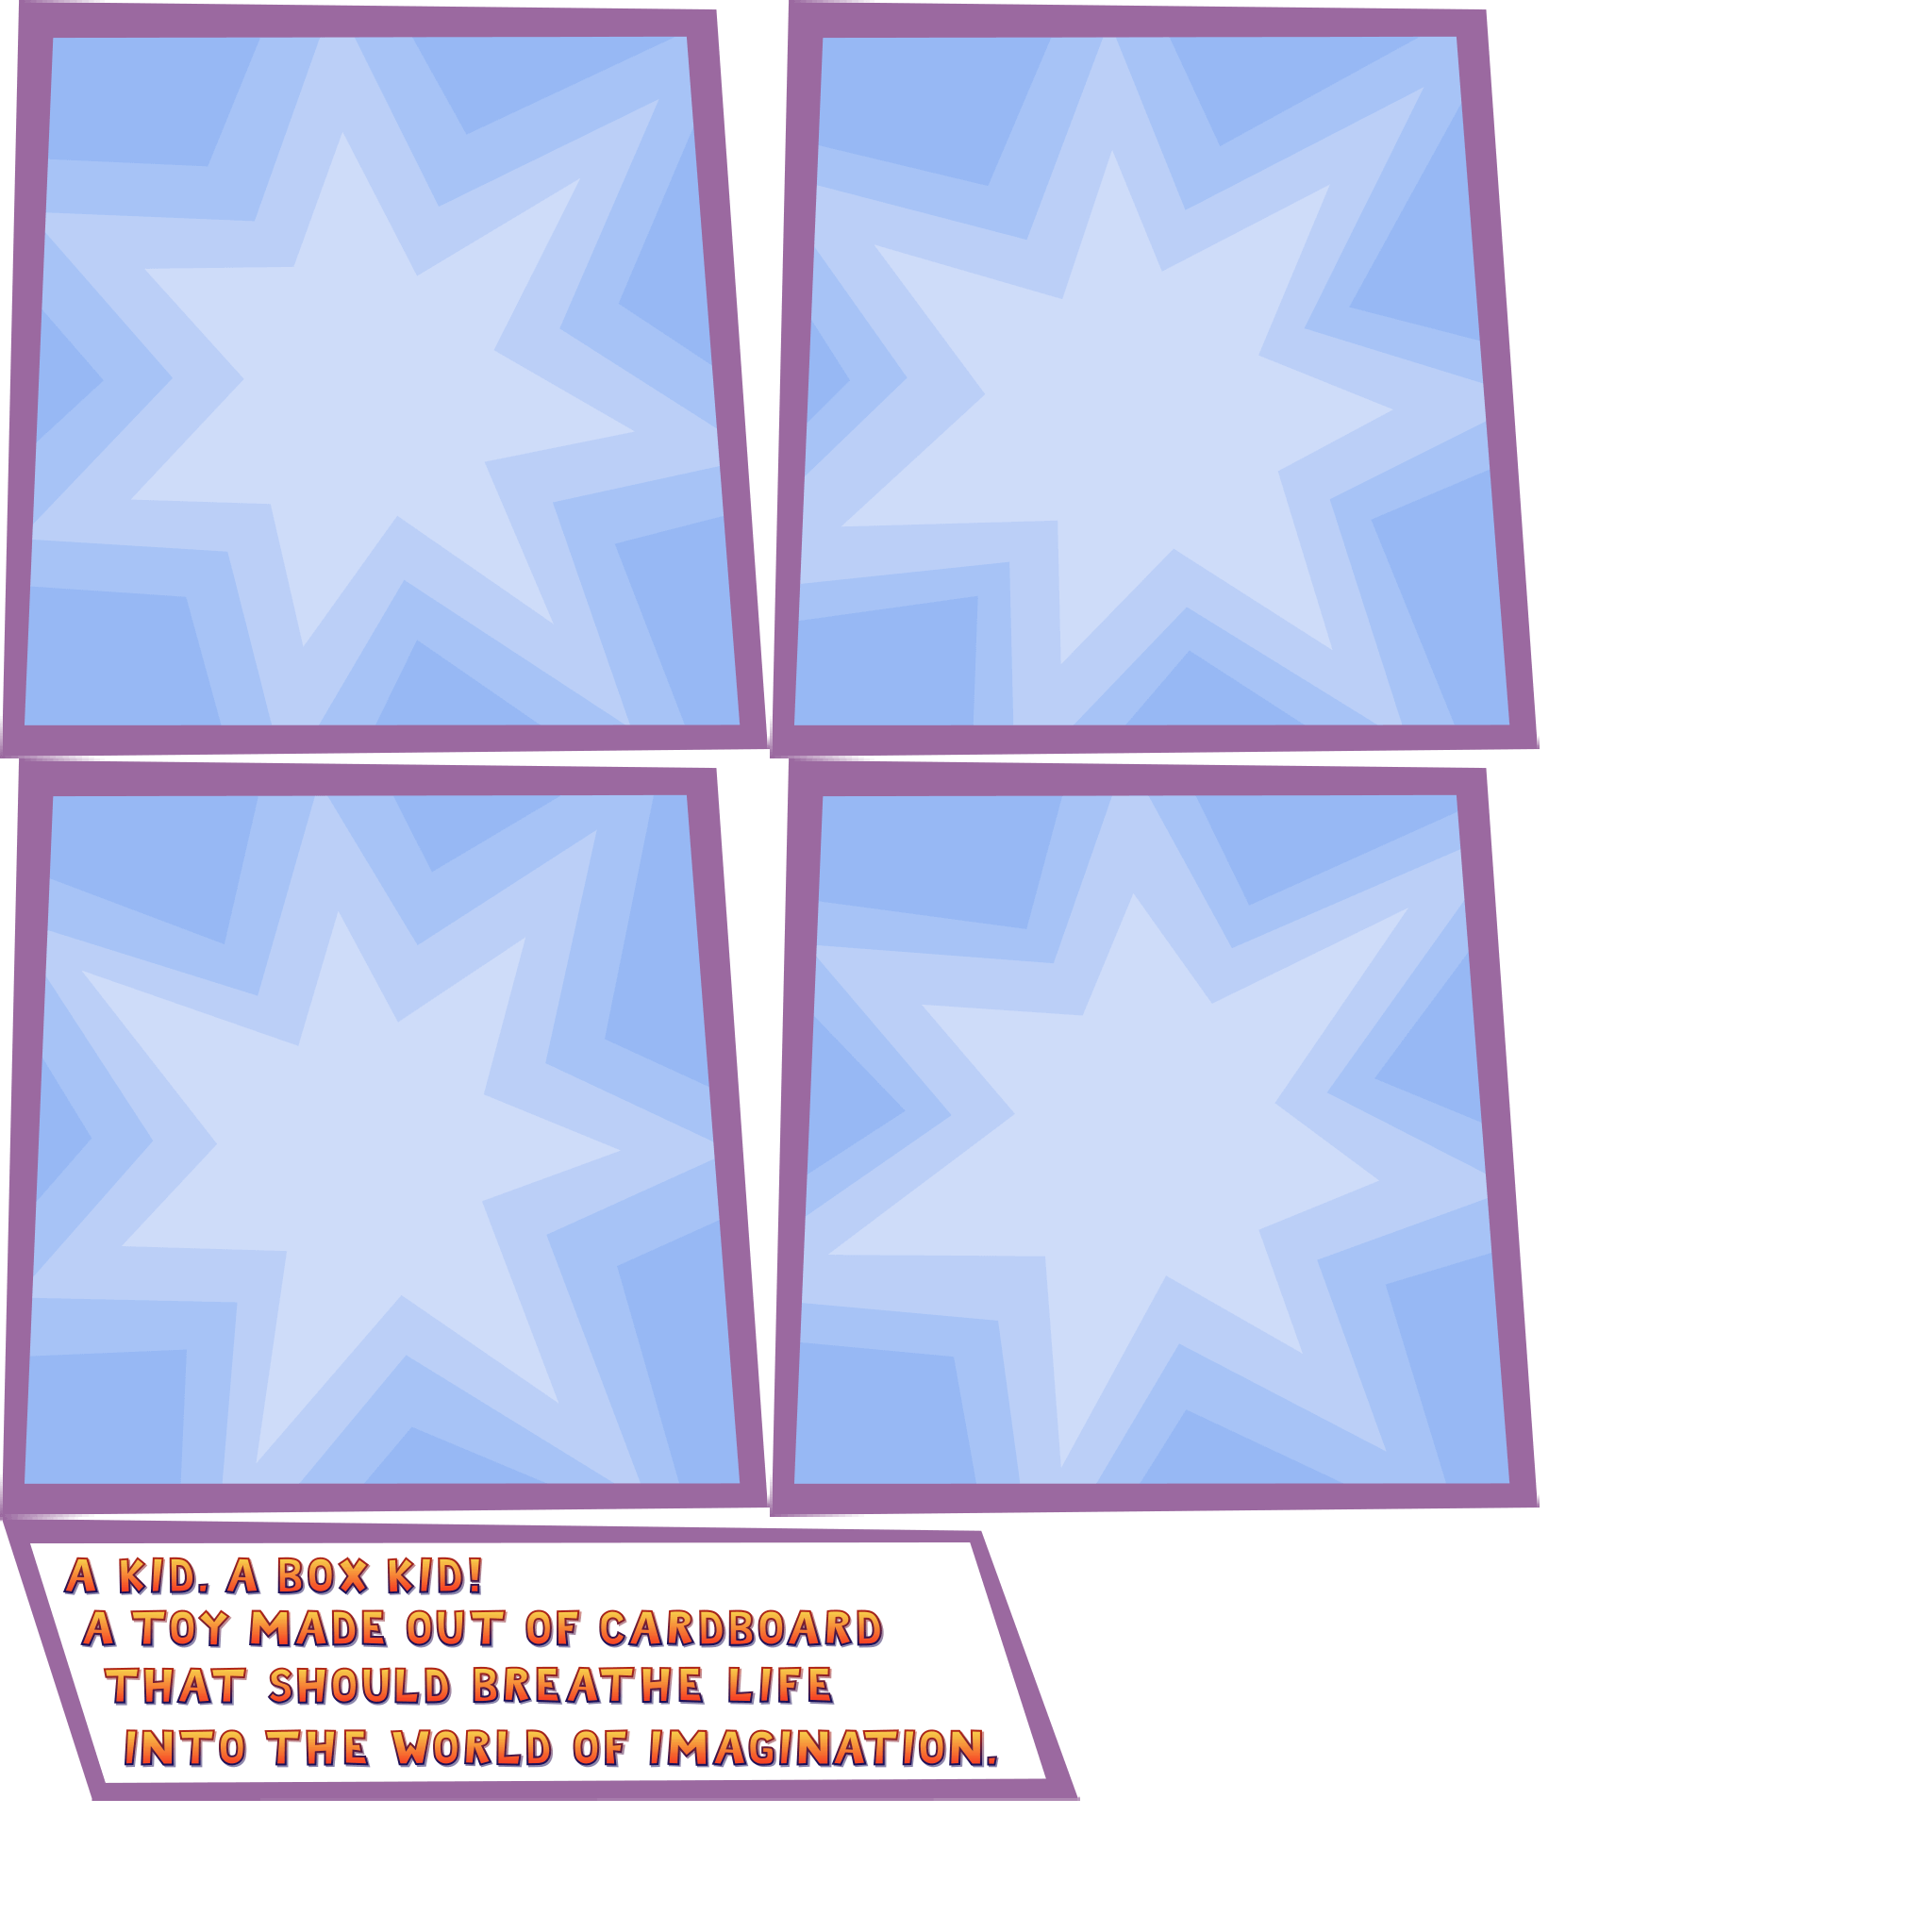 A KID. A BOX KID!
A TOY MADE OUT OF CARDBOARD
THAT SHOULD BREATHE LIFE
INTO THE WORLD OF IMAGINATION.